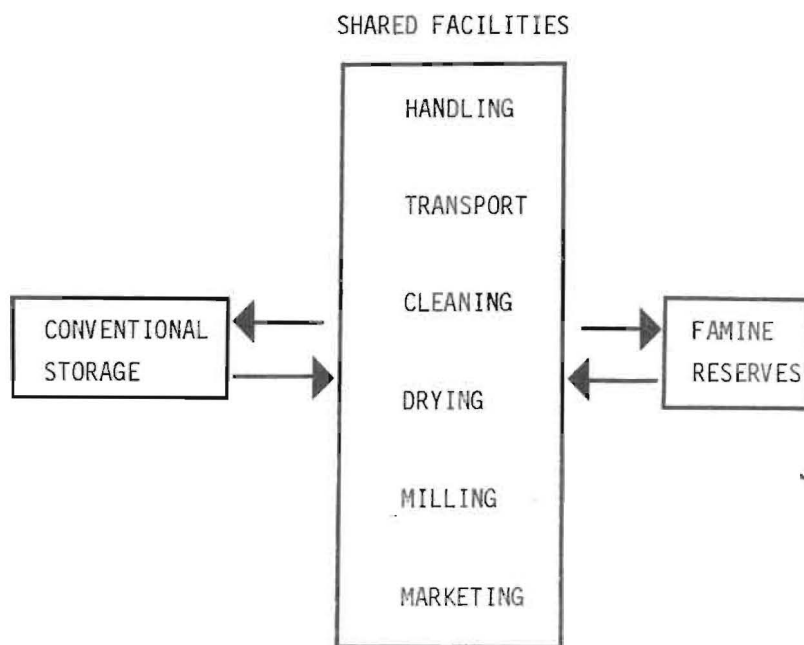 SHARED FACILITIES
HANDLING
TRANSPORT
CLEANING
DRYING
MILLING
MARKETING
CONVENTIONAL
STORAGE
FAMINE
RESERVES